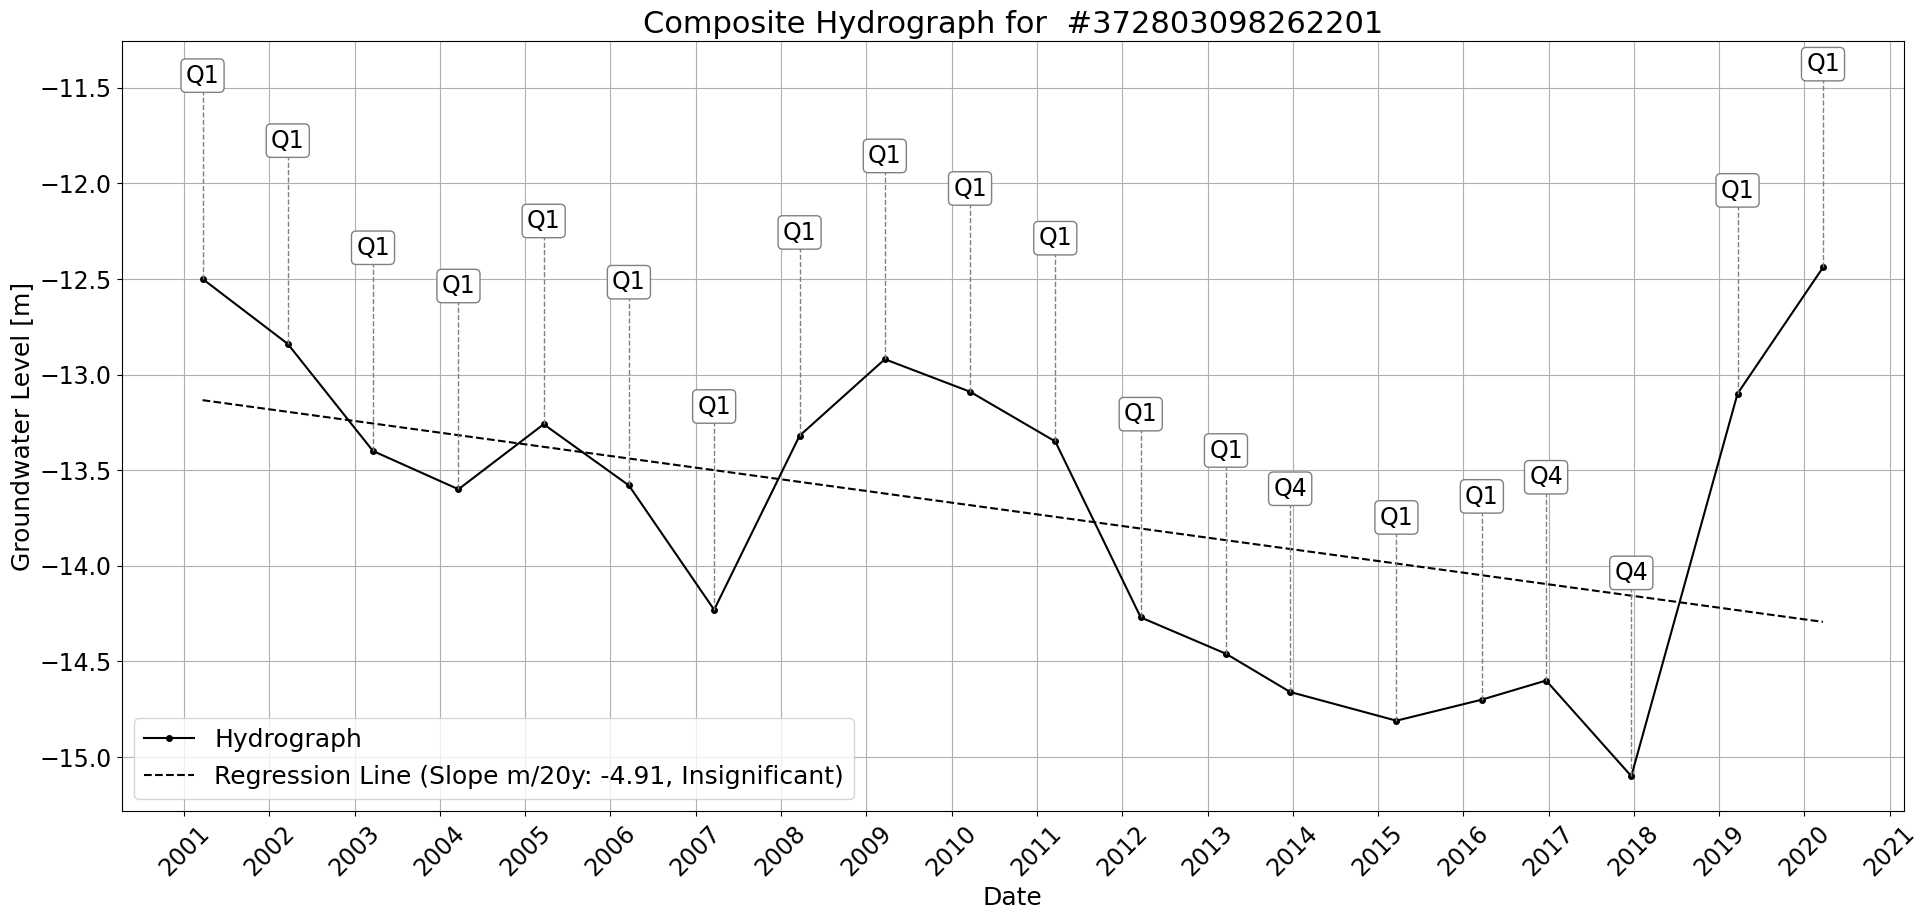 Composite Hydrograph for  #372803098262201
Groundwater Level [m]
−11.5
−12.0
−12.5
−13.0
−13.5
−14.0
−14.5
−15.0
Q1
Q1
Q1
Q1
Q1
Q1
Q1
Q1
Q1
Q1
Q1
Q1
Q1
Q4
Q1
Q1
Q4
Q4
Q1
Q1
Hydrograph
Regression Line (Slope m/20y: -4.91, Insignificant)
2001
2002
2003
2004
2005
2006
2007
2008
2009
2010
2011
2012
2013
2014
2015
2016
2017
2018
2019
2020
2021
Date